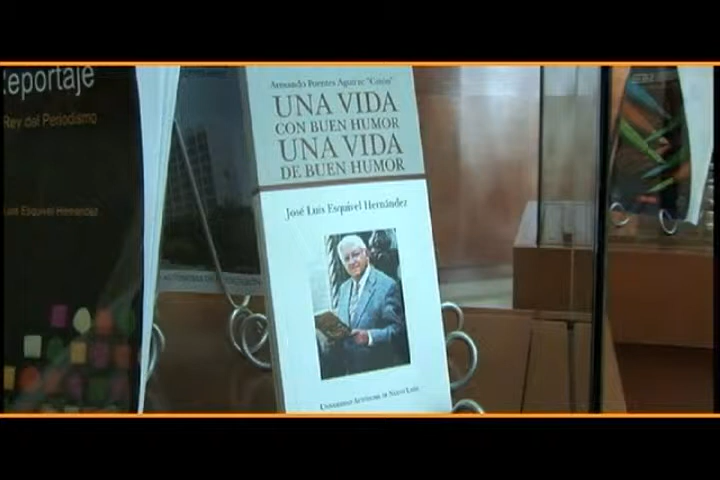 Reportaje
Rey del Periodismo
Luis Esquivel Hernández
Armando Fuentes Aguirre "Catón"
UNA VIDA
CON BUEN HUMOR
UNA VIDA
DE BUEN HUMOR
José Luis Esquivel Hernández
Universidad Autónoma de Nuevo León